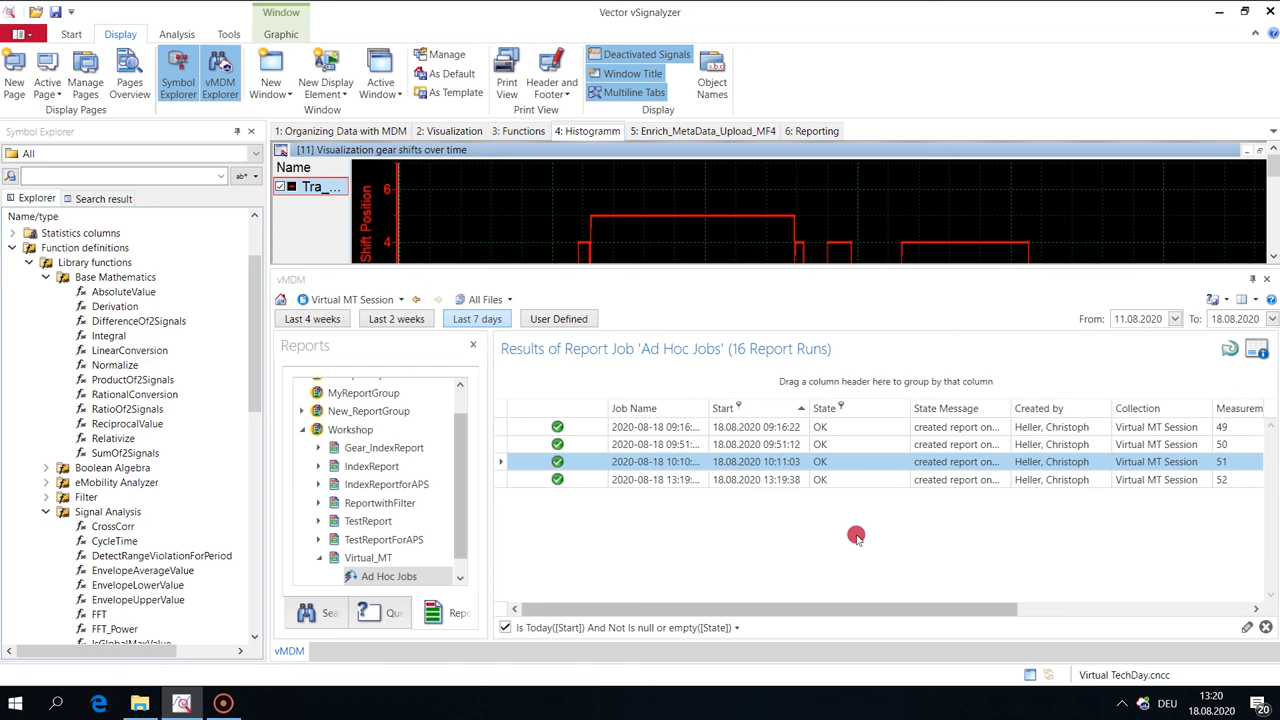 Window
Vector vSignalyzer
Start
Display
Analysis
Tools
Graphic
New Page
Active Page
Manage Pages
Pages Overview
Symbol Explorer
vMDM Explorer
New Window
New Display Element
Active Window
Manage
As Default
As Template
Print View
Header and Footer
Deactivated Signals
Window Title
Multiline Tabs
Object Names
Display Pages
Window
Print View
Display
Symbol Explorer
1: Organizing Data with MDM
2: Visualization
3: Functions
4: Histogramm
5: Enrich_MetaData_Upload_MF4
6: Reporting
All
[11] Visualization gear shifts over time
Name
Tra_...
Shift Position
6
4
ab*
Explorer
Search result
Name/type
Statistics columns
Function definitions
Library functions
Base Mathematics
AbsoluteValue
Derivation
DifferenceOf2Signals
Integral
LinearConversion
Normalize
ProductOf2Signals
RationalConversion
RatioOf2Signals
ReciprocalValue
Relativize
SumOf2Signals
Boolean Algebra
eMobility Analyzer
Filter
Signal Analysis
CrossCorr
CycleTime
DetectRangeViolationForPeriod
EnvelopeAverageValue
EnvelopeLowerValue
EnvelopeUpperValue
FFT
FFT_Power
vMDM
Virtual MT Session
All Files
Last 4 weeks
Last 2 weeks
Last 7 days
User Defined
From: 11.08.2020
To: 18.08.2020
Reports
MyReportGroup
New_ReportGroup
Workshop
Gear_IndexReport
IndexReport
IndexReportforAPS
ReportwithFilter
TestReport
TestReportForAPS
Virtual_MT
Ad Hoc Jobs
Sea
Qu
Repo
Results of Report Job 'Ad Hoc Jobs' (16 Report Runs)
Drag a column header here to group by that column
Job Name Start State State Message Created by Collection Measurem
2020-08-18 09:16:... 18.08.2020 09:16:22 OK created report on... Heller, Christoph Virtual MT Session 49
2020-08-18 09:51:... 18.08.2020 09:51:12 OK created report on... Heller, Christoph Virtual MT Session 50
2020-08-18 10:10:... 18.08.2020 10:11:03 OK created report on... Heller, Christoph Virtual MT Session 51
2020-08-18 13:19:... 18.08.2020 13:19:38 OK created report on... Heller, Christoph Virtual MT Session 52
Is Today([Start]) And Not Is null or empty([State])
vMDM
Virtual TechDay.cncc
DEU
13:20
18.08.2020
20